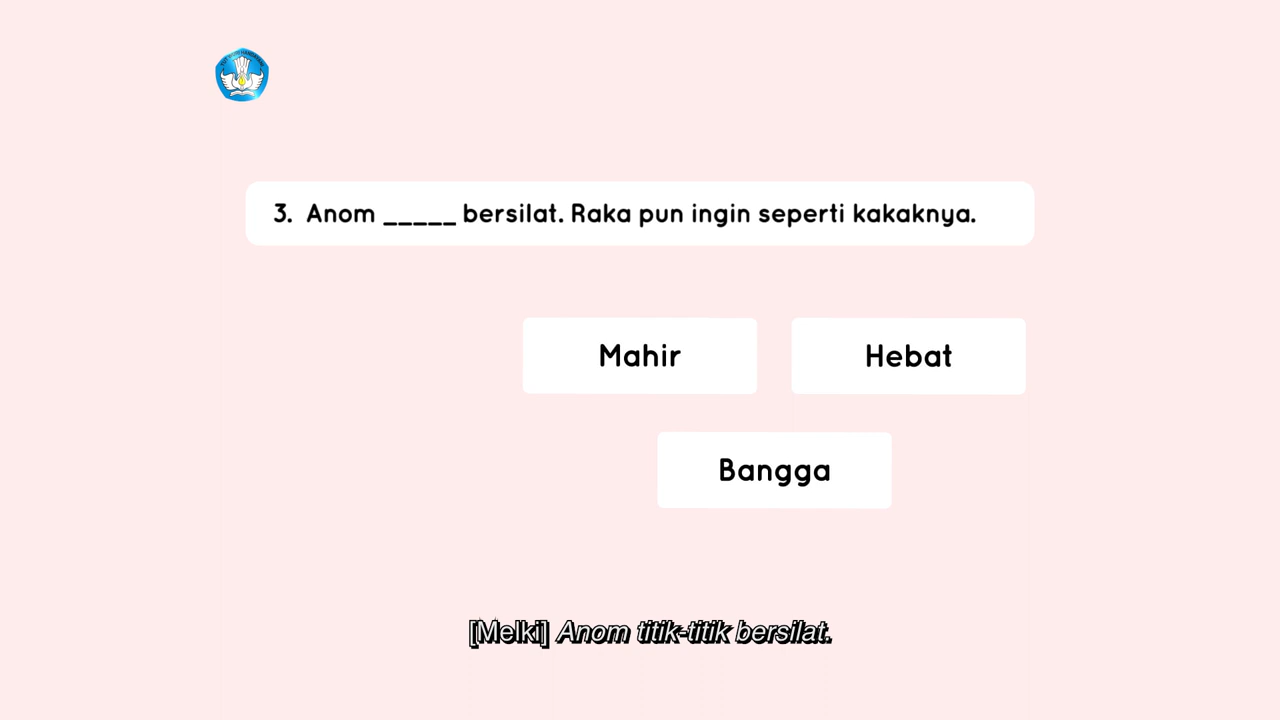 3. Anom _____ bersilat. Raka pun ingin seperti kakaknya.
Mahir
Hebat
Bangga
[Melki] Anom titik-titik bersilat.